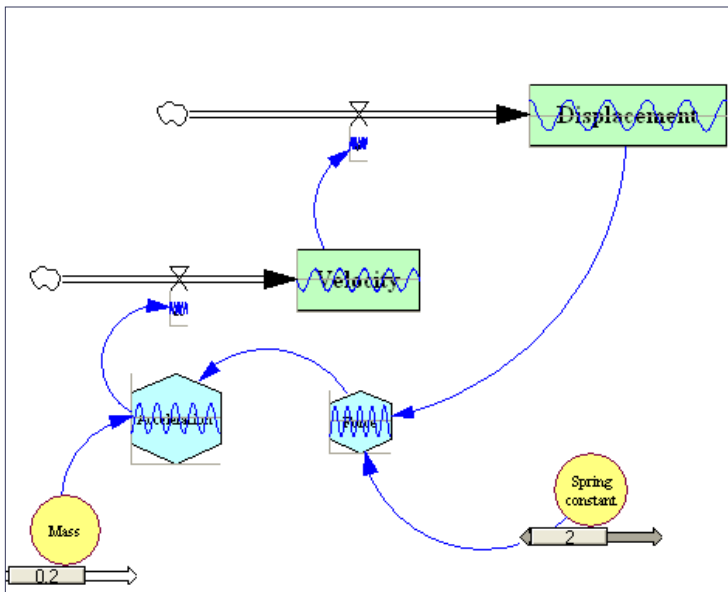 Displacement
Velocity
Acceleration
Force
Spring
constant
Mass
2
0.2